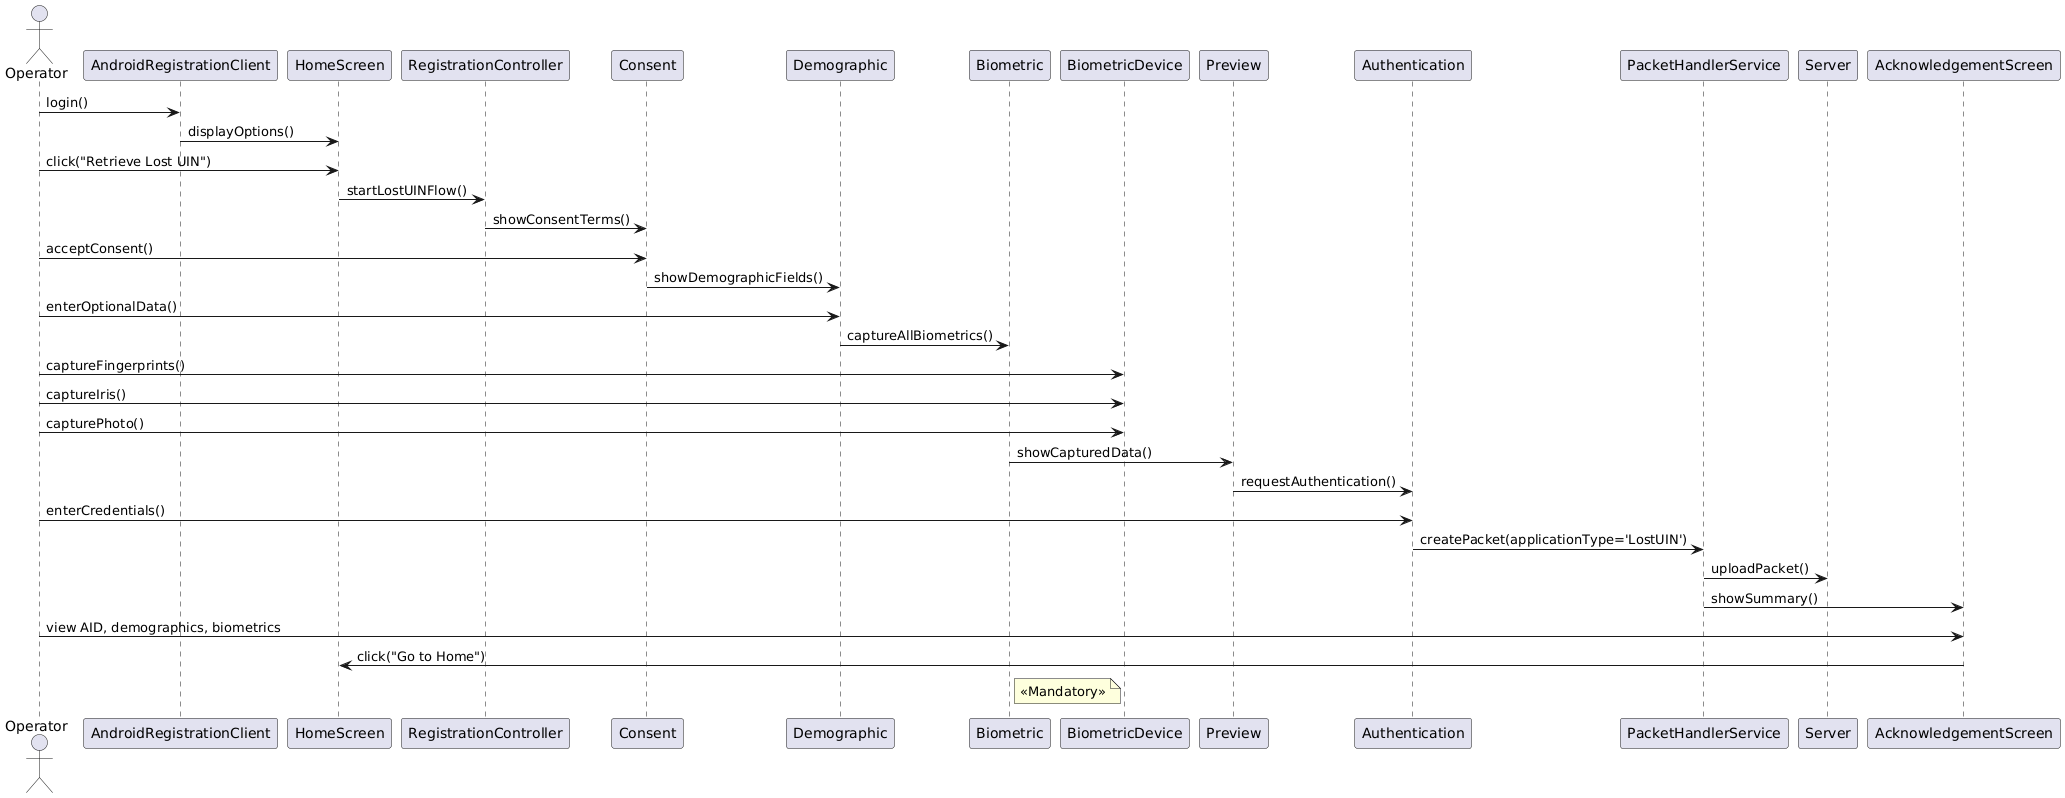 Operator
AndroidRegistrationClient
HomeScreen
RegistrationController
Consent
Demographic
Biometric
BiometricDevice
Preview
Authentication
PacketHandlerService
Server
AcknowledgementScreen
login()
displayOptions()
click("Retrieve Lost UIN")
startLostUINFlow()
showConsentTerms()
acceptConsent()
showDemographicFields()
enterOptionalData()
captureAllBiometrics()
captureFingerprints()
captureIris()
capturePhoto()
showCapturedData()
requestAuthentication()
enterCredentials()
createPacket(applicationType='LostUIN')
uploadPacket()
showSummary()
view AID, demographics, biometrics
click("Go to Home")
«Mandatory»
Operator
AndroidRegistrationClient
HomeScreen
RegistrationController
Consent
Demographic
Biometric
BiometricDevice
Preview
Authentication
PacketHandlerService
Server
AcknowledgementScreen